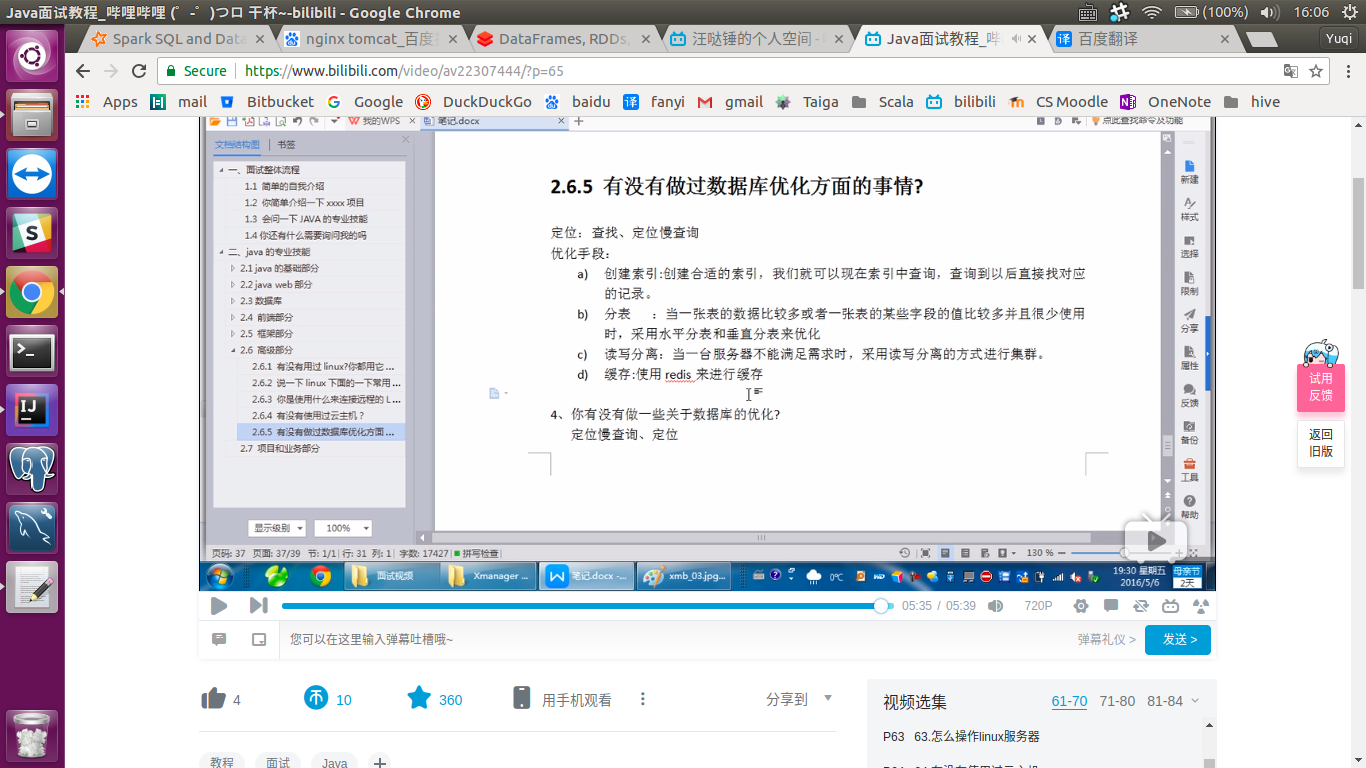 Java面试教程_哔哩哔哩 (゜-゜)つロ 干杯~-bilibili - Google Chrome
(100%)
16:06
Spark SQL and Data
nginx tomcat_百度
DataFrames, RDDs,
汪哒锤的个人空间 -
Java面试教程_哔
百度翻译
Yuqi
Secure
https://www.bilibili.com/video/av22307444/?p=65
Apps
mail
Bitbucket
Google
DuckDuckGo
baidu
fanyi
gmail
Taiga
Scala
bilibili
CS Moodle
OneNote
hive
我的WPS
笔记.docx
点此查找命令及功能
文档结构图
书签
一、面试整体流程
1.1 简单的自我介绍
1.2 你简单介绍一下 xxxx 项目
1.3 会问一下 JAVA 的专业技能
1.4 你还有什么需要询问我的吗
二、java 的专业技能
2.1 java 的基础部分
2.2 java web 部分
2.3 数据库
2.4 前端部分
2.5 框架部分
2.6 高级部分
2.6.1 有没有用过 linux?你都用它 ...
2.6.2 说一下 linux 下面的一下常用 ...
2.6.3 你是使用什么来连接远程的 L ...
2.6.4 有没有使用过云主机？
2.6.5 有没有做过数据库优化方面 ...
2.7 项目和业务部分
显示级别
100%
2.6.5 有没有做过数据库优化方面的事情?
定位：查找、定位慢查询
优化手段：
a) 创建索引:创建合适的索引，我们就可以现在索引中查询，查询到以后直接找对应
的记录。
b) 分表 ：当一张表的数据比较多或者一张表的某些字段的值比较多并且很少使用
时，采用水平分表和垂直分表来优化
c) 读写分离：当一台服务器不能满足需求时，采用读写分离的方式进行集群。
d) 缓存:使用 redis 来进行缓存
4、你有没有做一些关于数据库的优化?
定位慢查询、定位
新建
样式
选择
限制
分享
属性
反馈
备份
工具
帮助
页码: 37 页面: 37/39 节: 1/1 行: 31 列: 1 字数: 17427 拼写检查
130 %
面试视频
Xmanager ...
笔记.docx -...
xmb_03.jpg...
0℃
19:30 星期五
2016/5/6
母亲节
2天
05:35 / 05:39
720P
您可以在这里输入弹幕吐槽哦~
弹幕礼仪 >
发送 >
4
10
360
用手机观看
分享到
教程
面试
Java
视频选集
61-70
71-80
81-84
P63 63.怎么操作linux服务器
试用
反馈
返回
旧版